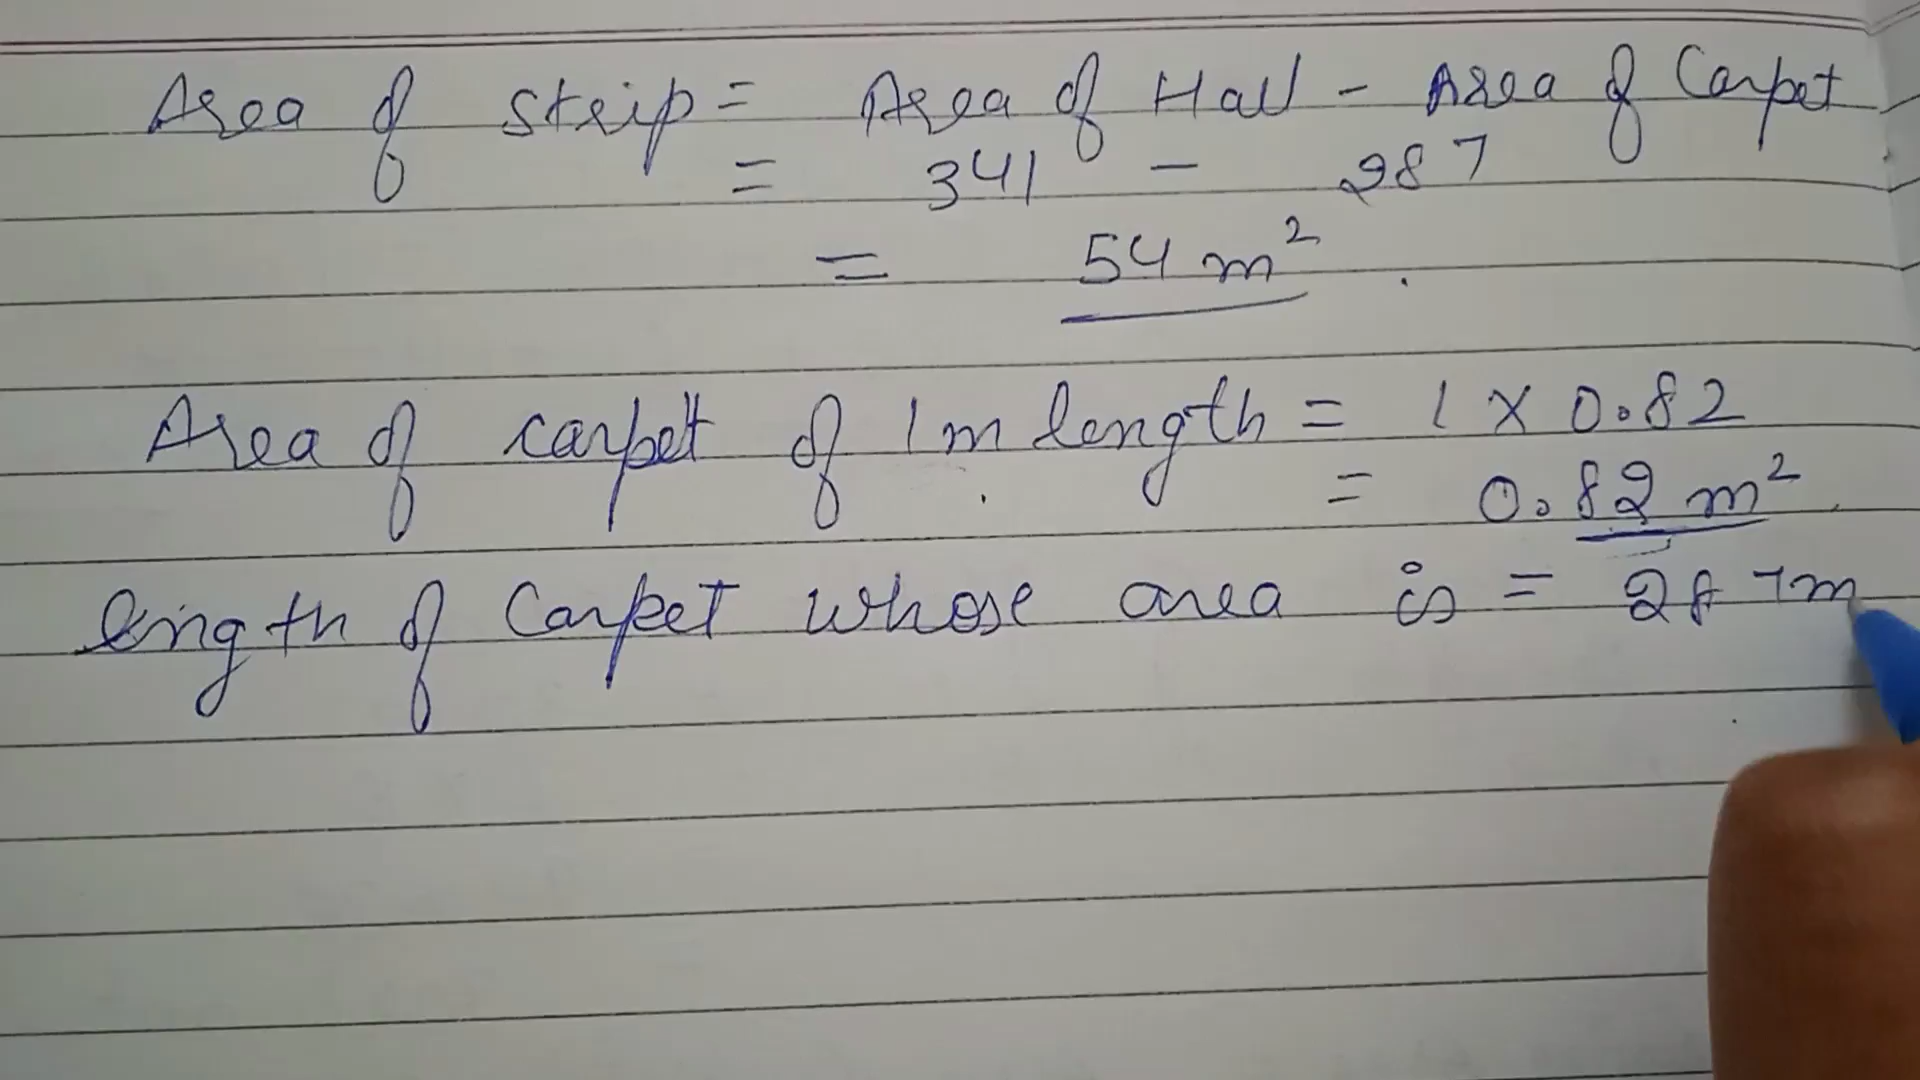 Area of strip = Area of Hall - Area of Carpet
= 341 - 287
= 54 m²
Area of carpet of 1m length = 1 X 0.82
= 0.82 m²
length of Carpet whose area is = 287m